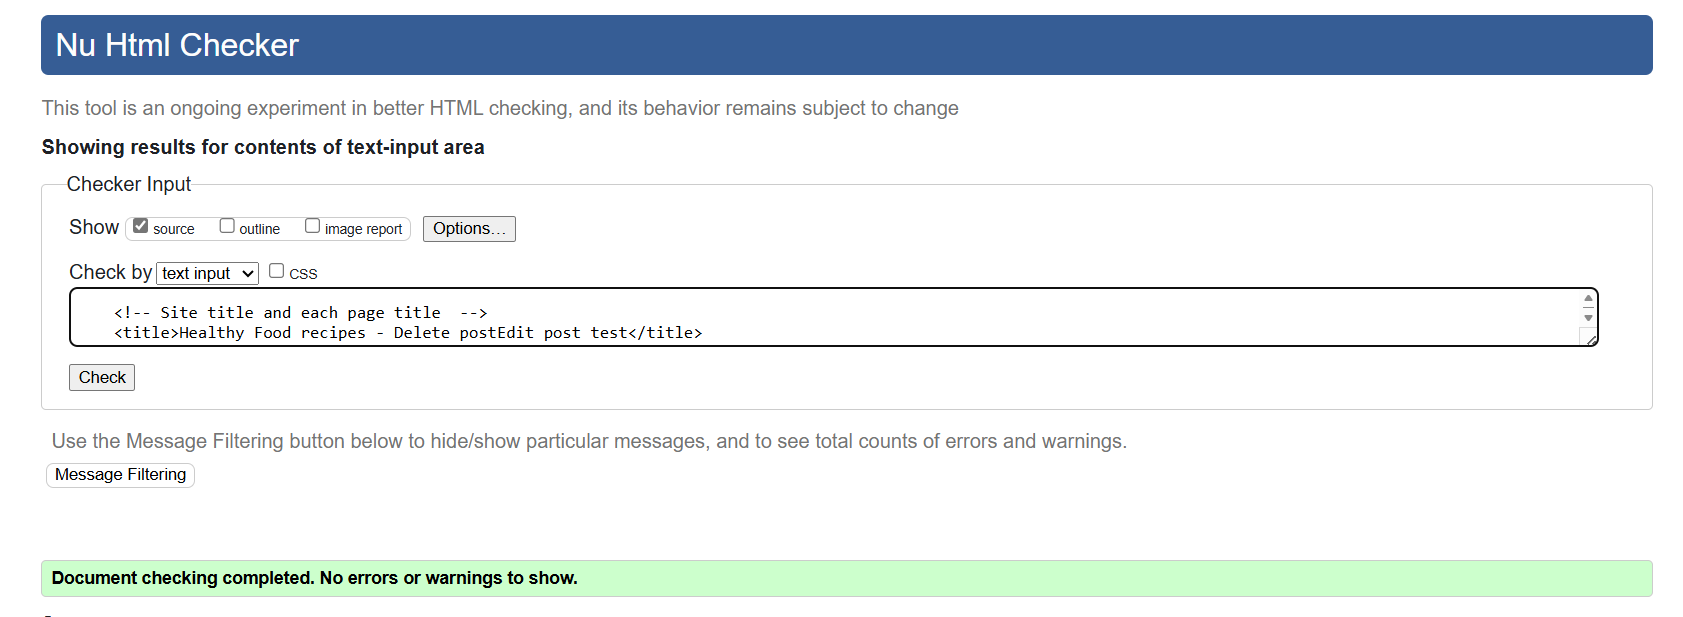 Nu Html Checker
This tool is an ongoing experiment in better HTML checking, and its behavior remains subject to change
Showing results for contents of text-input area
Checker Input
Show source outline image report Options...
Check by text input CSS
<!-- Site title and each page title  -->
<title>Healthy Food recipes - Delete postEdit post test</title>
Check
Use the Message Filtering button below to hide/show particular messages, and to see total counts of errors and warnings.
Message Filtering
Document checking completed. No errors or warnings to show.